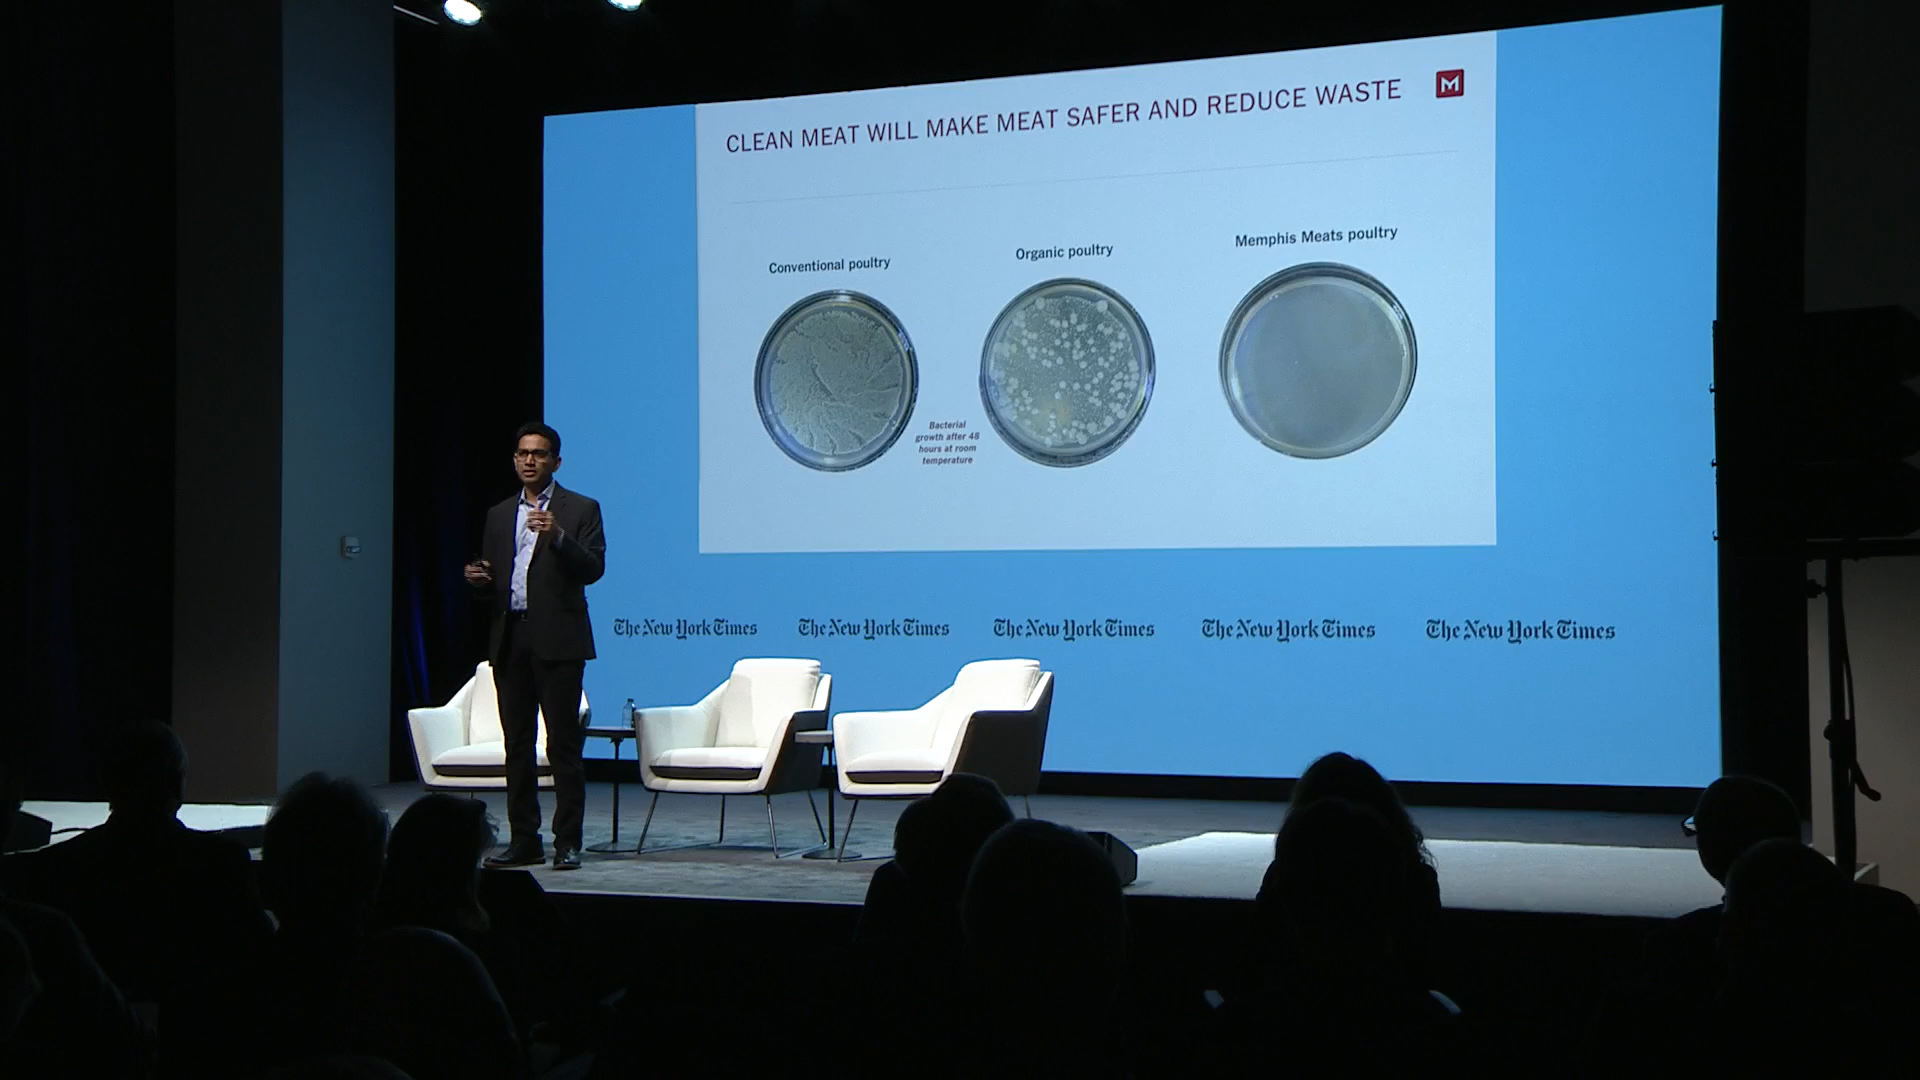 CLEAN MEAT WILL MAKE MEAT SAFER AND REDUCE WASTE
M
Conventional poultry
Organic poultry
Memphis Meats poultry
Bacterial
growth after 48
hours at room
temperature
The New York Times The New York Times The New York Times The New York Times The New York Times